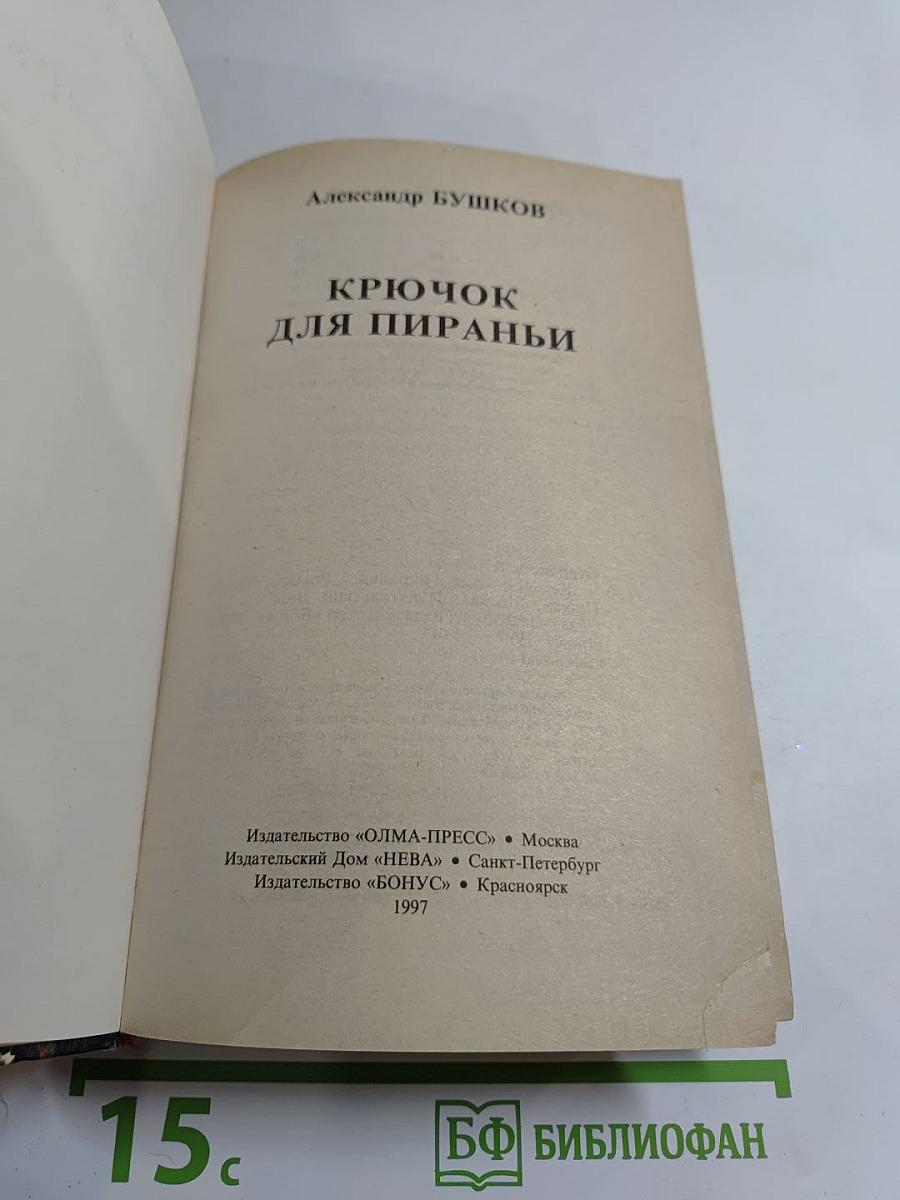 Александр БУШКОВ
КРЮЧОК
ДЛЯ ПИРАНЬИ
Издательство «ОЛМА-ПРЕСС» • Москва
Издательский Дом «НЕВА» • Санкт-Петербург
Издательство «БОНУС» • Красноярск
1997
15 с
БФ БИБЛИОФАН